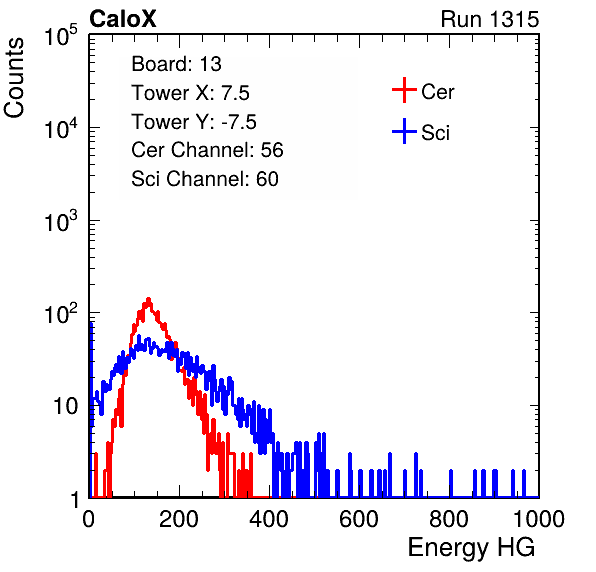 CaloX Run 1315
Counts
Board: 13
Tower X: 7.5
Tower Y: -7.5
Cer Channel: 56
Sci Channel: 60
Cer
Sci
10^5
10^4
10^3
10^2
10
1
0 200 400 600 800 1000
Energy HG